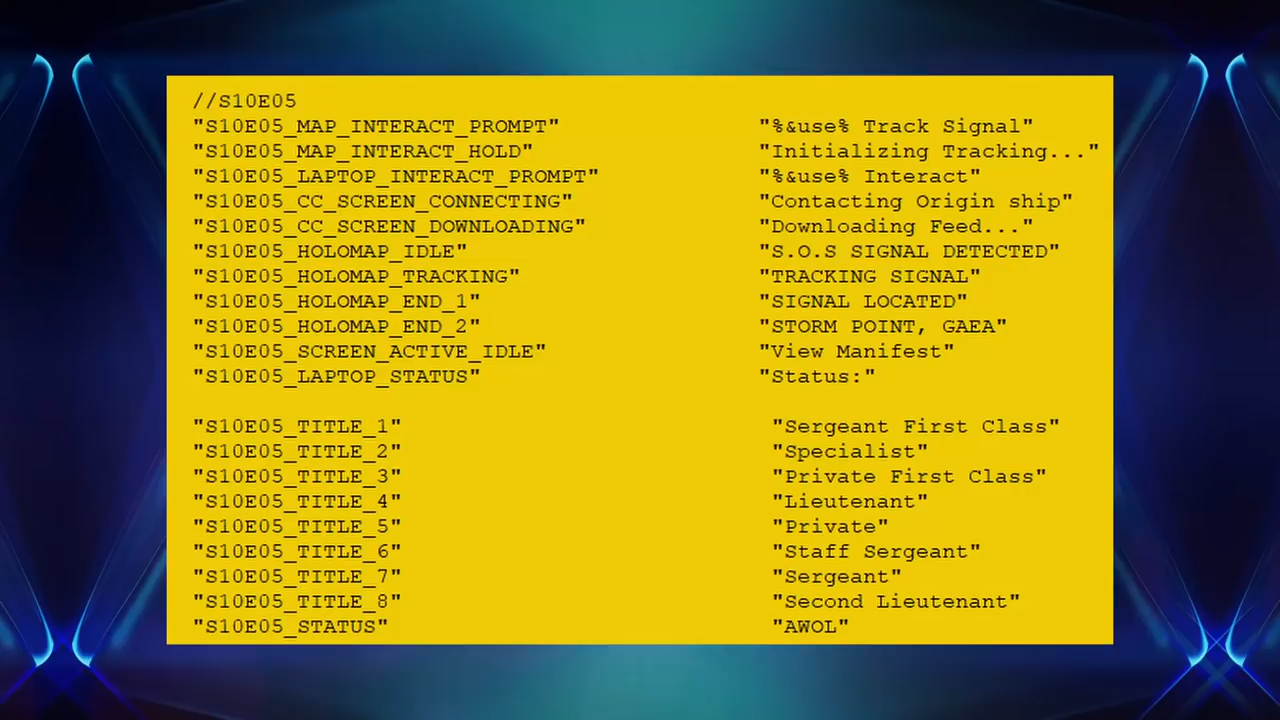 //S10E05
"S10E05_MAP_INTERACT_PROMPT" "%&use% Track Signal"
"S10E05_MAP_INTERACT_HOLD" "Initializing Tracking..."
"S10E05_LAPTOP_INTERACT_PROMPT" "%&use% Interact"
"S10E05_CC_SCREEN_CONNECTING" "Contacting Origin ship"
"S10E05_CC_SCREEN_DOWNLOADING" "Downloading Feed..."
"S10E05_HOLOMAP_IDLE" "S.O.S SIGNAL DETECTED"
"S10E05_HOLOMAP_TRACKING" "TRACKING SIGNAL"
"S10E05_HOLOMAP_END_1" "SIGNAL LOCATED"
"S10E05_HOLOMAP_END_2" "STORM POINT, GAEA"
"S10E05_SCREEN_ACTIVE_IDLE" "View Manifest"
"S10E05_LAPTOP_STATUS" "Status:"
"S10E05_TITLE_1" "Sergeant First Class"
"S10E05_TITLE_2" "Specialist"
"S10E05_TITLE_3" "Private First Class"
"S10E05_TITLE_4" "Lieutenant"
"S10E05_TITLE_5" "Private"
"S10E05_TITLE_6" "Staff Sergeant"
"S10E05_TITLE_7" "Sergeant"
"S10E05_TITLE_8" "Second Lieutenant"
"S10E05_STATUS" "AWOL"